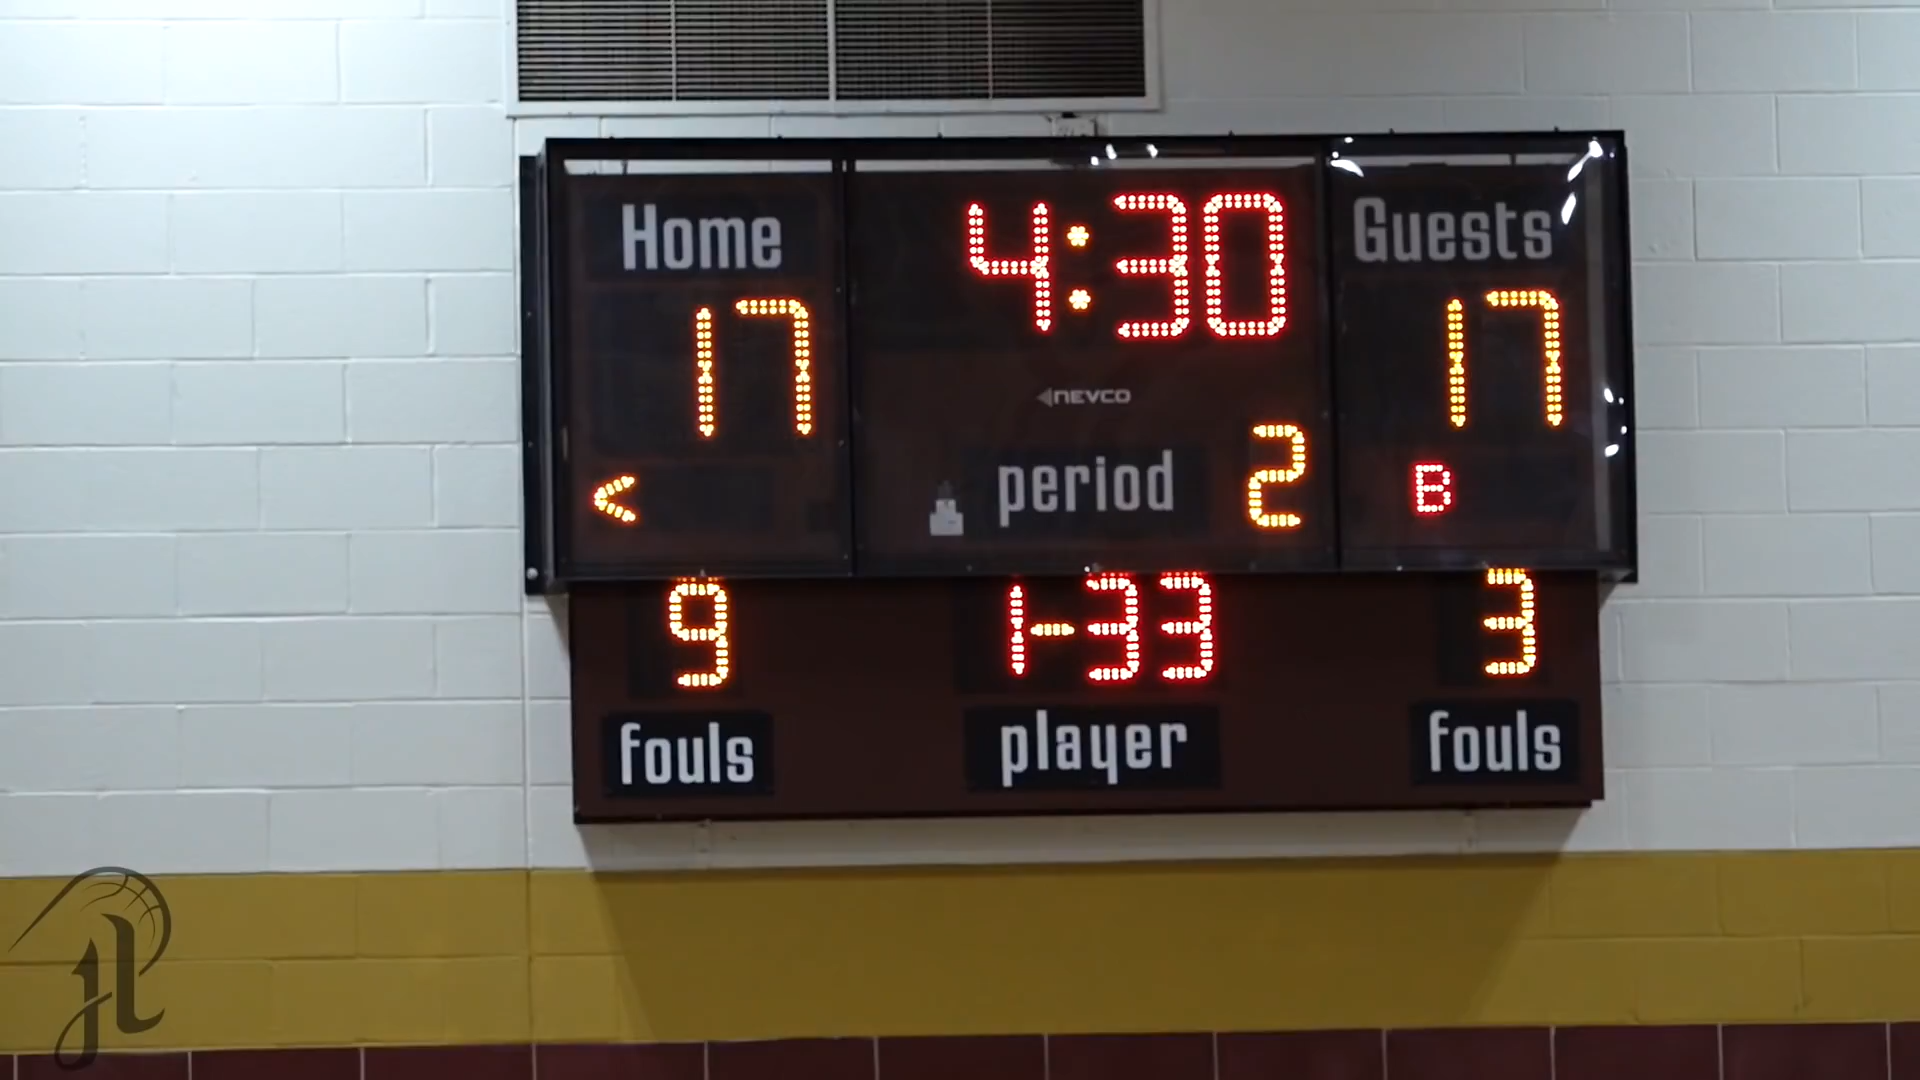 Home 4:30 Guests
17 17
NEVCO
< period 2 B
9 1-33 3
fouls player fouls